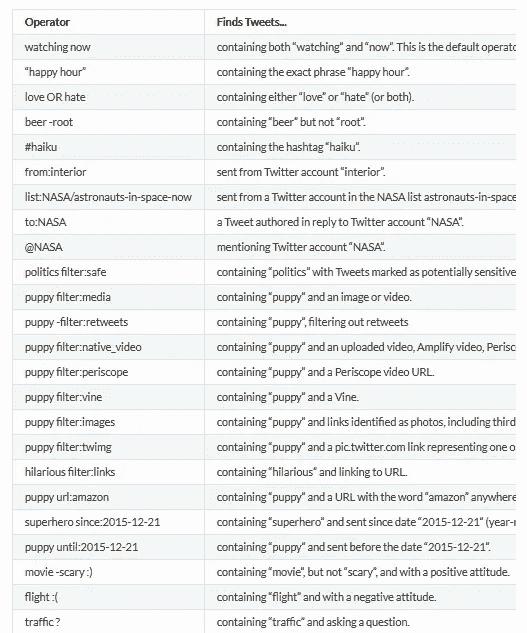 Operator Finds Tweets...
watching now containing both “watching” and “now”. This is the default
“happy hour” containing the exact phrase “happy hour”.
love OR hate containing either “love” or “hate” (or both).
beer -root containing “beer” but not “root”.
#haiku containing the hashtag “haiku”.
from:interior sent from Twitter account “interior”.
list:NASA/astronauts-in-space-now sent from a Twitter account in the NASA list astronauts-in-space
to:NASA a Tweet authored in reply to Twitter account “NASA”.
@NASA mentioning Twitter account “NASA”.
politics filter:safe containing “politics” with Tweets marked as potentially sensitive
puppy filter:media containing “puppy” and an image or video.
puppy -filter:retweets containing “puppy”, filtering out retweets
puppy filter:native_video containing “puppy” and an uploaded video, Amplify video,
puppy filter:periscope containing “puppy” and a Periscope video URL.
puppy filter:vine containing “puppy” and a Vine.
puppy filter:images containing “puppy” and links identified as photos, including third
puppy filter:twimg containing “puppy” and a pic.twitter.com link representing one o
hilarious filter:links containing “hilarious” and linking to URL.
puppy url:amazon containing “puppy” and a URL with the word “amazon” anywhere
superhero since:2015-12-21 containing “superhero” and sent since date “2015-12-21” (year-
puppy until:2015-12-21 containing “puppy” and sent before the date “2015-12-21”.
movie -scary :) containing “movie”, but not “scary”, and with a positive attitude.
flight :( containing “flight” and with a negative attitude.
traffic ? containing “traffic” and asking a question.